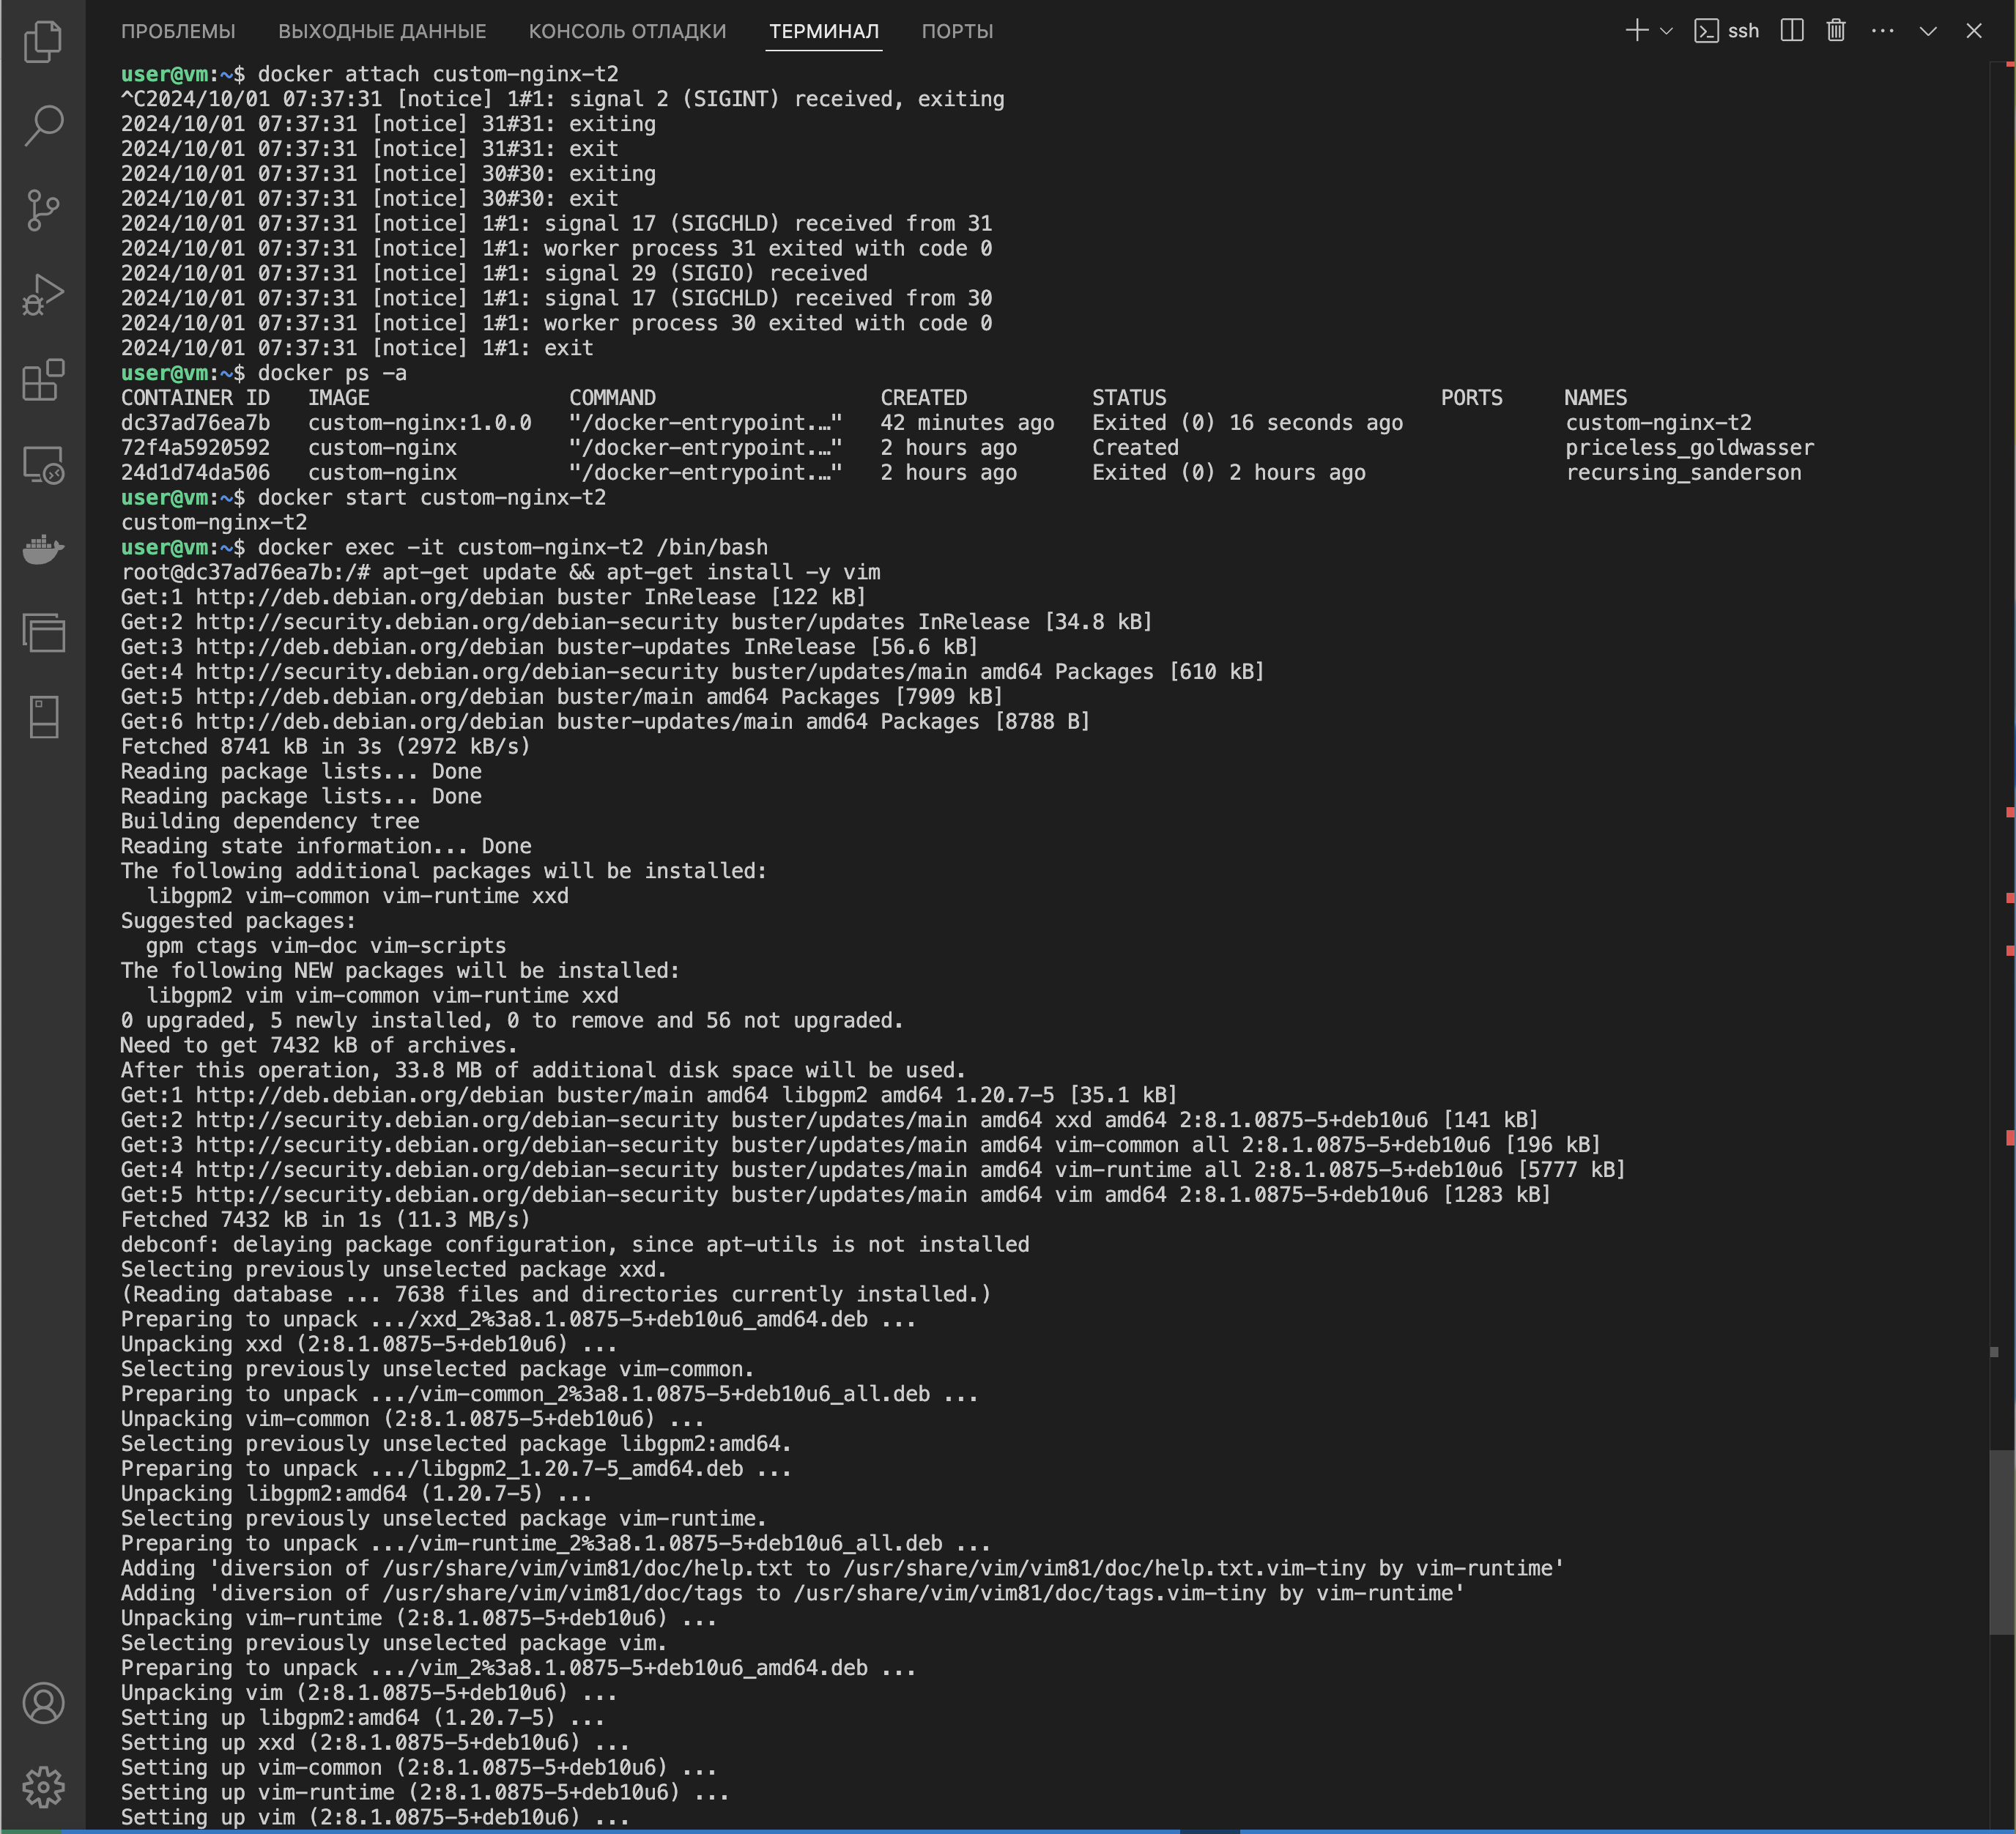 ПРОБЛЕМЫ ВЫХОДНЫЕ ДАННЫЕ КОНСОЛЬ ОТЛАДКИ ТЕРМИНАЛ ПОРТЫ ssh
user@vm:~$ docker attach custom-nginx-t2
^C2024/10/01 07:37:31 [notice] 1#1: signal 2 (SIGINT) received, exiting
2024/10/01 07:37:31 [notice] 31#31: exiting
2024/10/01 07:37:31 [notice] 31#31: exit
2024/10/01 07:37:31 [notice] 30#30: exiting
2024/10/01 07:37:31 [notice] 30#30: exit
2024/10/01 07:37:31 [notice] 1#1: signal 17 (SIGCHLD) received from 31
2024/10/01 07:37:31 [notice] 1#1: worker process 31 exited with code 0
2024/10/01 07:37:31 [notice] 1#1: signal 29 (SIGIO) received
2024/10/01 07:37:31 [notice] 1#1: signal 17 (SIGCHLD) received from 30
2024/10/01 07:37:31 [notice] 1#1: worker process 30 exited with code 0
2024/10/01 07:37:31 [notice] 1#1: exit
user@vm:~$ docker ps -a
CONTAINER ID   IMAGE                COMMAND                  CREATED          STATUS                      PORTS     NAMES
dc37ad76ea7b   custom-nginx:1.0.0   "/docker-entrypoint.…"   42 minutes ago   Exited (0) 16 seconds ago             custom-nginx-t2
72f4a5920592   custom-nginx         "/docker-entrypoint.…"   2 hours ago      Created                               priceless_goldwasser
24d1d74da506   custom-nginx         "/docker-entrypoint.…"   2 hours ago      Exited (0) 2 hours ago                recursing_sanderson
user@vm:~$ docker start custom-nginx-t2
custom-nginx-t2
user@vm:~$ docker exec -it custom-nginx-t2 /bin/bash
root@dc37ad76ea7b:/# apt-get update && apt-get install -y vim
Get:1 http://deb.debian.org/debian buster InRelease [122 kB]
Get:2 http://security.debian.org/debian-security buster/updates InRelease [34.8 kB]
Get:3 http://deb.debian.org/debian buster-updates InRelease [56.6 kB]
Get:4 http://security.debian.org/debian-security buster/updates/main amd64 Packages [610 kB]
Get:5 http://deb.debian.org/debian buster/main amd64 Packages [7909 kB]
Get:6 http://deb.debian.org/debian buster-updates/main amd64 Packages [8788 B]
Fetched 8741 kB in 3s (2972 kB/s)
Reading package lists... Done
Reading package lists... Done
Building dependency tree
Reading state information... Done
The following additional packages will be installed:
  libgpm2 vim-common vim-runtime xxd
Suggested packages:
  gpm ctags vim-doc vim-scripts
The following NEW packages will be installed:
  libgpm2 vim vim-common vim-runtime xxd
0 upgraded, 5 newly installed, 0 to remove and 56 not upgraded.
Need to get 7432 kB of archives.
After this operation, 33.8 MB of additional disk space will be used.
Get:1 http://deb.debian.org/debian buster/main amd64 libgpm2 amd64 1.20.7-5 [35.1 kB]
Get:2 http://security.debian.org/debian-security buster/updates/main amd64 xxd amd64 2:8.1.0875-5+deb10u6 [141 kB]
Get:3 http://security.debian.org/debian-security buster/updates/main amd64 vim-common all 2:8.1.0875-5+deb10u6 [196 kB]
Get:4 http://security.debian.org/debian-security buster/updates/main amd64 vim-runtime all 2:8.1.0875-5+deb10u6 [5777 kB]
Get:5 http://security.debian.org/debian-security buster/updates/main amd64 vim amd64 2:8.1.0875-5+deb10u6 [1283 kB]
Fetched 7432 kB in 1s (11.3 MB/s)
debconf: delaying package configuration, since apt-utils is not installed
Selecting previously unselected package xxd.
(Reading database ... 7638 files and directories currently installed.)
Preparing to unpack .../xxd_2%3a8.1.0875-5+deb10u6_amd64.deb ...
Unpacking xxd (2:8.1.0875-5+deb10u6) ...
Selecting previously unselected package vim-common.
Preparing to unpack .../vim-common_2%3a8.1.0875-5+deb10u6_all.deb ...
Unpacking vim-common (2:8.1.0875-5+deb10u6) ...
Selecting previously unselected package libgpm2:amd64.
Preparing to unpack .../libgpm2_1.20.7-5_amd64.deb ...
Unpacking libgpm2:amd64 (1.20.7-5) ...
Selecting previously unselected package vim-runtime.
Preparing to unpack .../vim-runtime_2%3a8.1.0875-5+deb10u6_all.deb ...
Adding 'diversion of /usr/share/vim/vim81/doc/help.txt to /usr/share/vim/vim81/doc/help.txt.vim-tiny by vim-runtime'
Adding 'diversion of /usr/share/vim/vim81/doc/tags to /usr/share/vim/vim81/doc/tags.vim-tiny by vim-runtime'
Unpacking vim-runtime (2:8.1.0875-5+deb10u6) ...
Selecting previously unselected package vim.
Preparing to unpack .../vim_2%3a8.1.0875-5+deb10u6_amd64.deb ...
Unpacking vim (2:8.1.0875-5+deb10u6) ...
Setting up libgpm2:amd64 (1.20.7-5) ...
Setting up xxd (2:8.1.0875-5+deb10u6) ...
Setting up vim-common (2:8.1.0875-5+deb10u6) ...
Setting up vim-runtime (2:8.1.0875-5+deb10u6) ...
Setting up vim (2:8.1.0875-5+deb10u6) ...